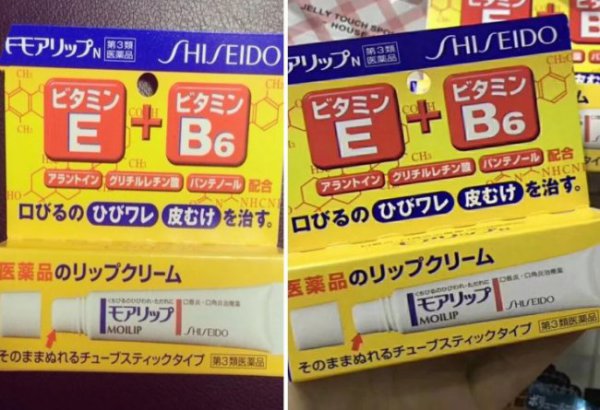 モアリップN 第3類医薬品 SHISEIDO
ビタミン E + ビタミン B6
アラントイン グリチルレチン酸 パンテノール 配合
口びるの ひびワレ 皮むけ を治す。
医薬品のリップクリーム
モアリップ
MOILIP
SHISEIDO
そのままぬれるチューブスティックタイプ 第3類医薬品
JELLY TOUCH
HOUSE
アリップN 第3類医薬品 SHISEIDO
ビタミン E + ビタミン B6
アラントイン グリチルレチン酸 パンテノール 配合
口びるの ひびワレ 皮むけ を治す。
医薬品のリップクリーム
モアリップ
MOILIP
SHISEIDO
そのままぬれるチューブスティックタイプ 第3類医薬品